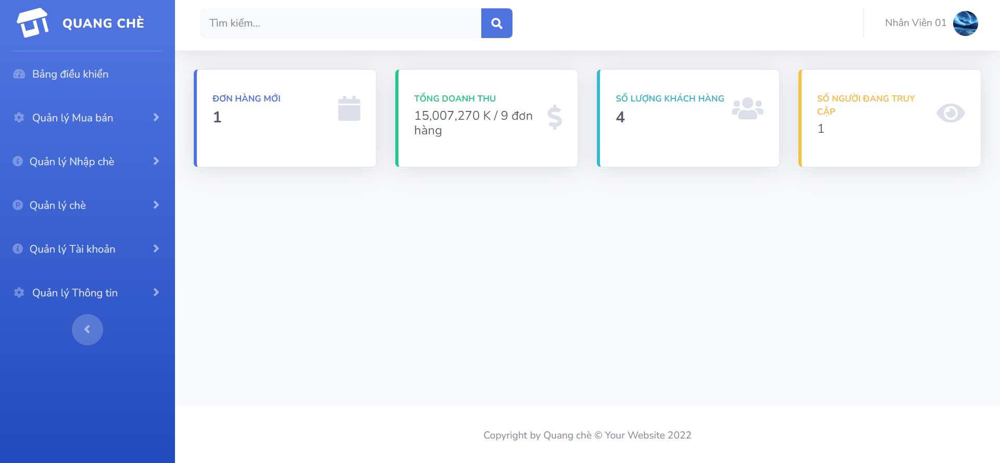 QUANG CHÈ
Tìm kiếm...
Nhân Viên 01
Bảng điều khiển
Quản lý Mua bán
Quản lý Nhập chè
Quản lý chè
Quản lý Tài khoản
Quản lý Thông tin
ĐƠN HÀNG MỚI
1
TỔNG DOANH THU
15,007,270 K / 9 đơn
hàng
SỐ LƯỢNG KHÁCH HÀNG
4
SỐ NGƯỜI ĐANG TRUY
CẬP
1
Copyright by Quang chè © Your Website 2022